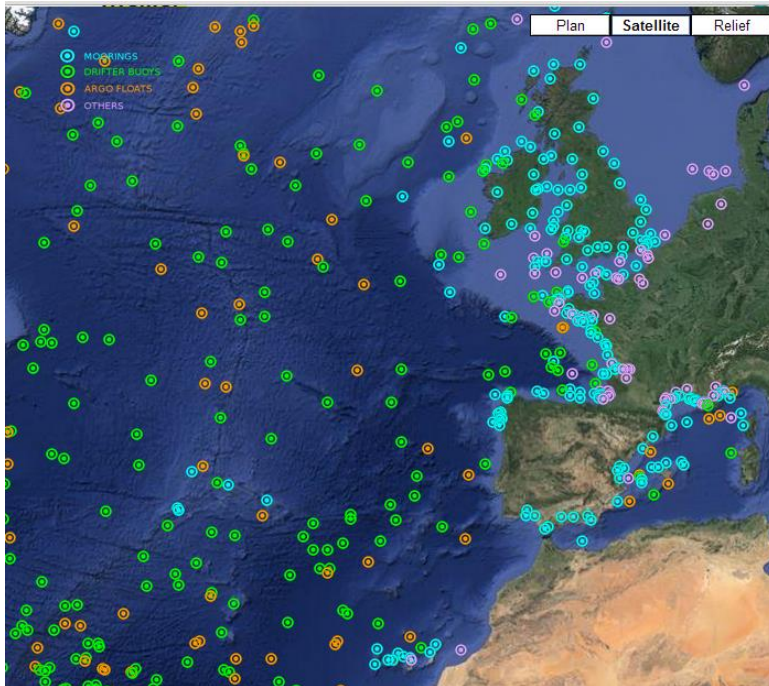 Plan Satellite Relief
MOORINGS
DRIFTER BUOYS
ARGO FLOATS
OTHERS